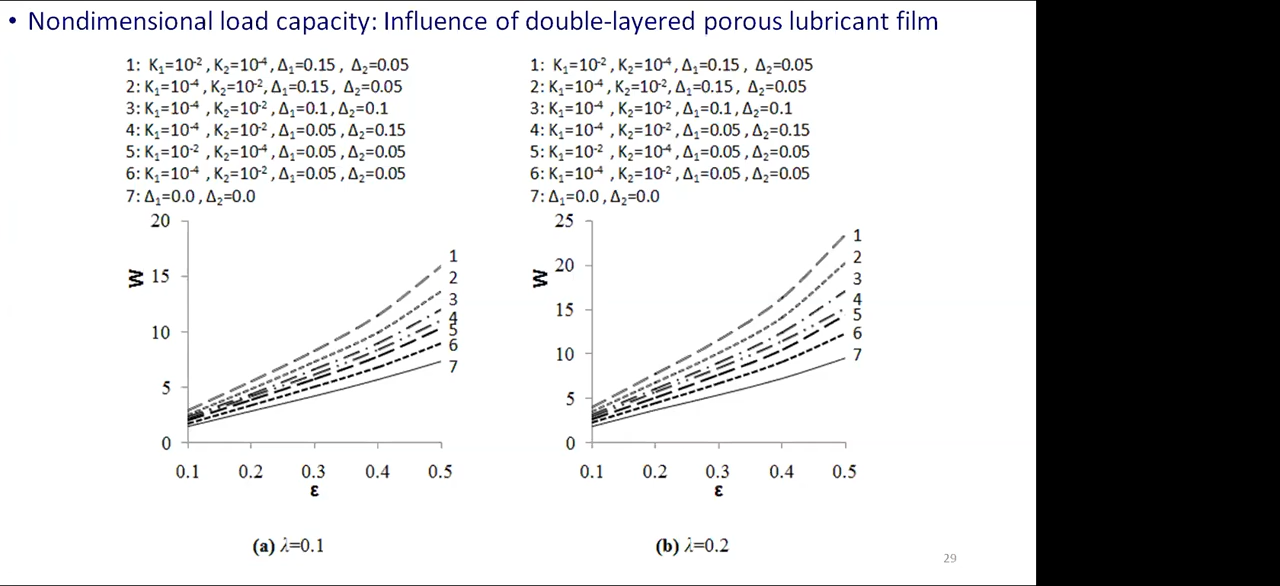 • Nondimensional load capacity: Influence of double-layered porous lubricant film
1: K₁=10⁻², K₂=10⁻⁴, Δ₁=0.15, Δ₂=0.05
2: K₁=10⁻⁴, K₂=10⁻², Δ₁=0.15, Δ₂=0.05
3: K₁=10⁻⁴, K₂=10⁻², Δ₁=0.1, Δ₂=0.1
4: K₁=10⁻⁴, K₂=10⁻², Δ₁=0.05, Δ₂=0.15
5: K₁=10⁻², K₂=10⁻⁴, Δ₁=0.05, Δ₂=0.05
6: K₁=10⁻⁴, K₂=10⁻², Δ₁=0.05, Δ₂=0.05
7: Δ₁=0.0, Δ₂=0.0
20
15
10
5
0
W
1
2
3
4
5
6
7
0.1 0.2 0.3 0.4 0.5
ε
(a) λ=0.1
1: K₁=10⁻², K₂=10⁻⁴, Δ₁=0.15, Δ₂=0.05
2: K₁=10⁻⁴, K₂=10⁻², Δ₁=0.15, Δ₂=0.05
3: K₁=10⁻⁴, K₂=10⁻², Δ₁=0.1, Δ₂=0.1
4: K₁=10⁻⁴, K₂=10⁻², Δ₁=0.05, Δ₂=0.15
5: K₁=10⁻², K₂=10⁻⁴, Δ₁=0.05, Δ₂=0.05
6: K₁=10⁻⁴, K₂=10⁻², Δ₁=0.05, Δ₂=0.05
7: Δ₁=0.0, Δ₂=0.0
25
20
15
10
5
0
W
1
2
3
4
5
6
7
0.1 0.2 0.3 0.4 0.5
ε
(b) λ=0.2
29